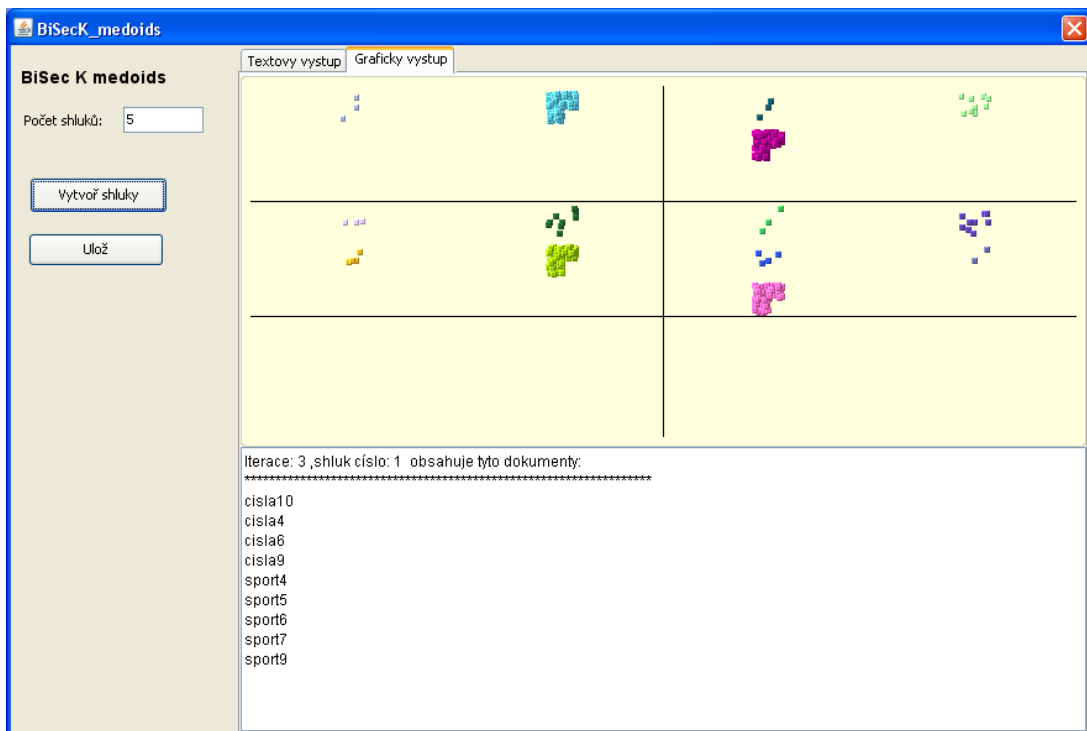 BiSecK_medoids
BiSec K medoids
Počet shluků: 5
Vytvoř shluky
Ulož
Textovy vystup Graficky vystup
Iterace: 3 ,shluk císlo: 1 obsahuje tyto dokumenty:
******************************************************************
cisla10
cisla4
cisla6
cisla9
sport4
sport5
sport6
sport7
sport9